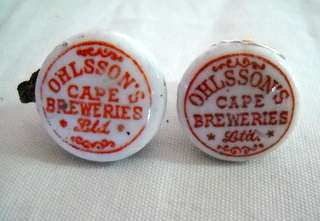 OHLSSON'S
CAPE
BREWERIES
Ltd.
OHLSSON'S
CAPE
BREWERIES
Ltd.